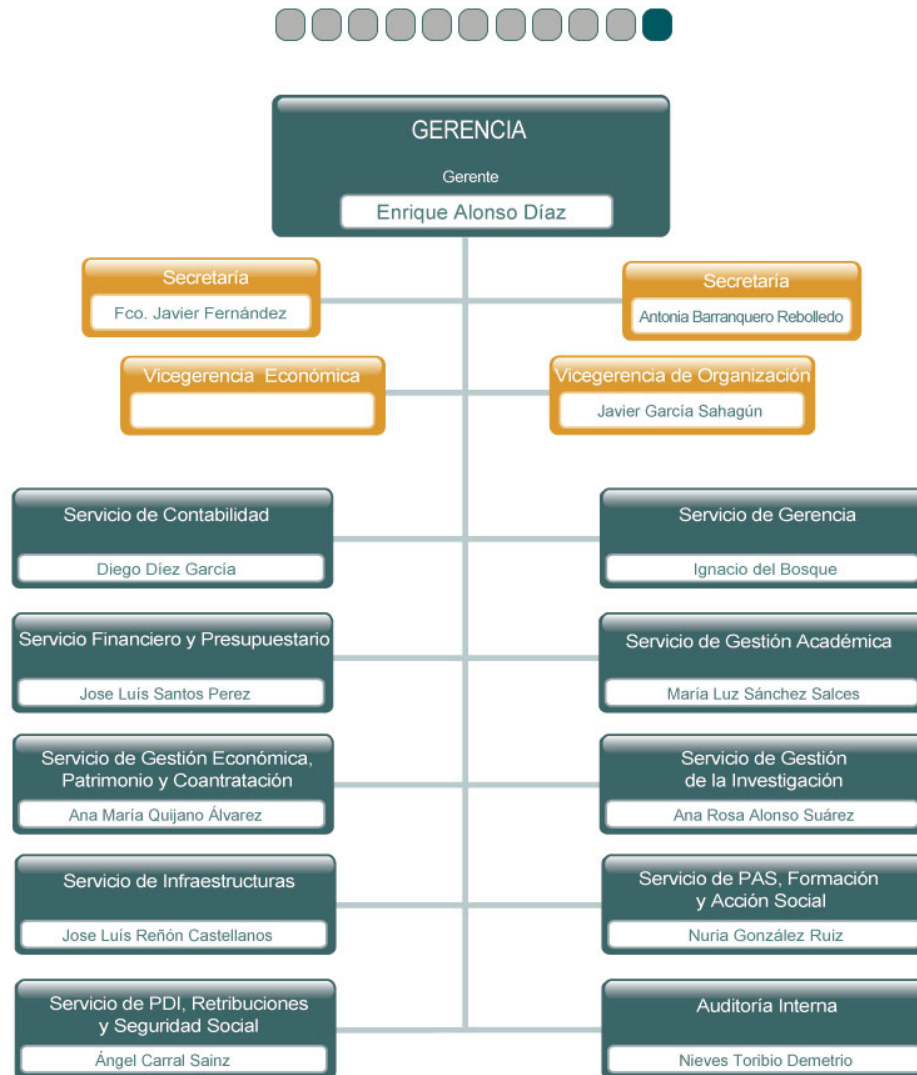 GERENCIA
Gerente
Enrique Alonso Díaz
Secretaría
Fco. Javier Fernández
Secretaría
Antonia Barranquero Rebolledo
Vicegerencia Económica
Vicegerencia de Organización
Javier García Sahagún
Servicio de Contabilidad
Diego Díez García
Servicio de Gerencia
Ignacio del Bosque
Servicio Financiero y Presupuestario
Jose Luís Santos Perez
Servicio de Gestión Académica
María Luz Sánchez Salces
Servicio de Gestión Económica,
Patrimonio y Coantratación
Ana María Quijano Álvarez
Servicio de Gestión
de la Investigación
Ana Rosa Alonso Suárez
Servicio de Infraestructuras
Jose Luís Reñón Castellanos
Servicio de PAS, Formación
y Acción Social
Nuria González Ruiz
Servicio de PDI, Retribuciones
y Seguridad Social
Ángel Carral Sainz
Auditoría Interna
Nieves Toribio Demetrio